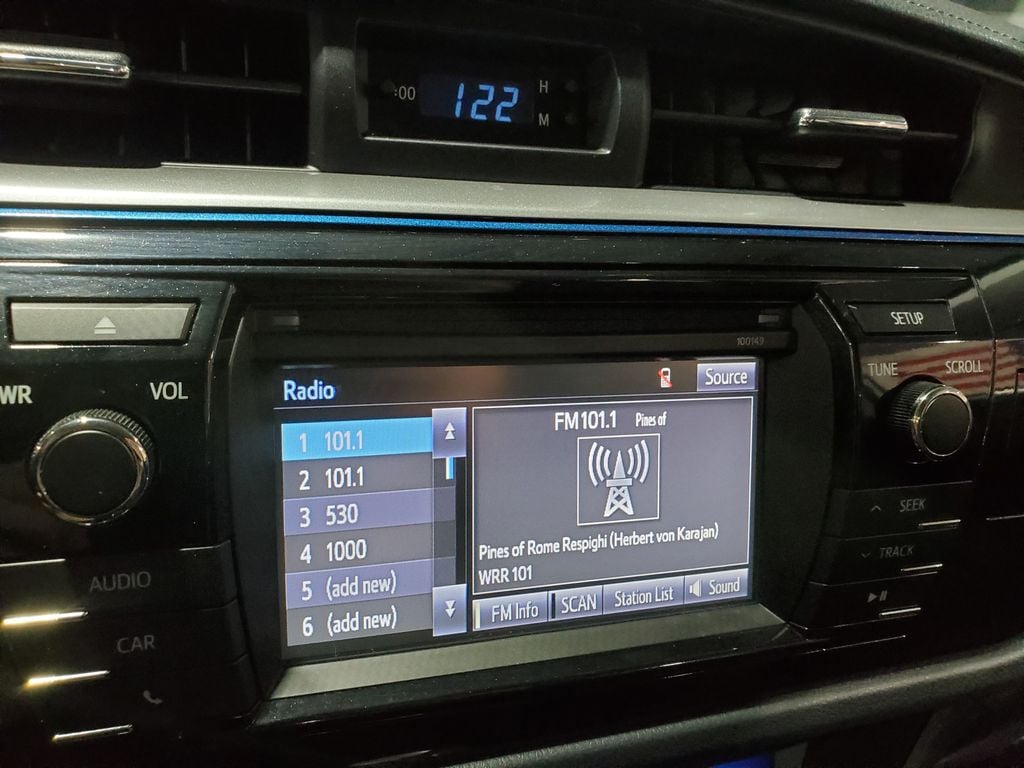 :00 122 H
M
SETUP
100149
WR VOL
TUNE SCROLL
Radio Source
FM101.1 Pines of
1 101.1
2 101.1
3 530
4 1000
5 (add new)
6 (add new)
Pines of Rome Respighi (Herbert von Karajan)
WRR 101
FM Info SCAN Station List Sound
SEEK
TRACK
AUDIO
CAR